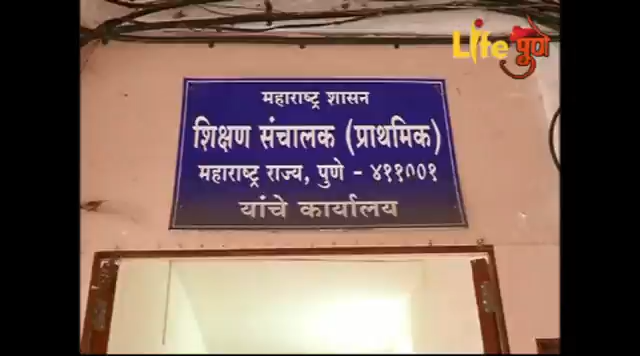 Life पुणे
महाराष्ट्र शासन
शिक्षण संचालक (प्राथमिक)
महाराष्ट्र राज्य, पुणे - ४११००१
यांचे कार्यालय